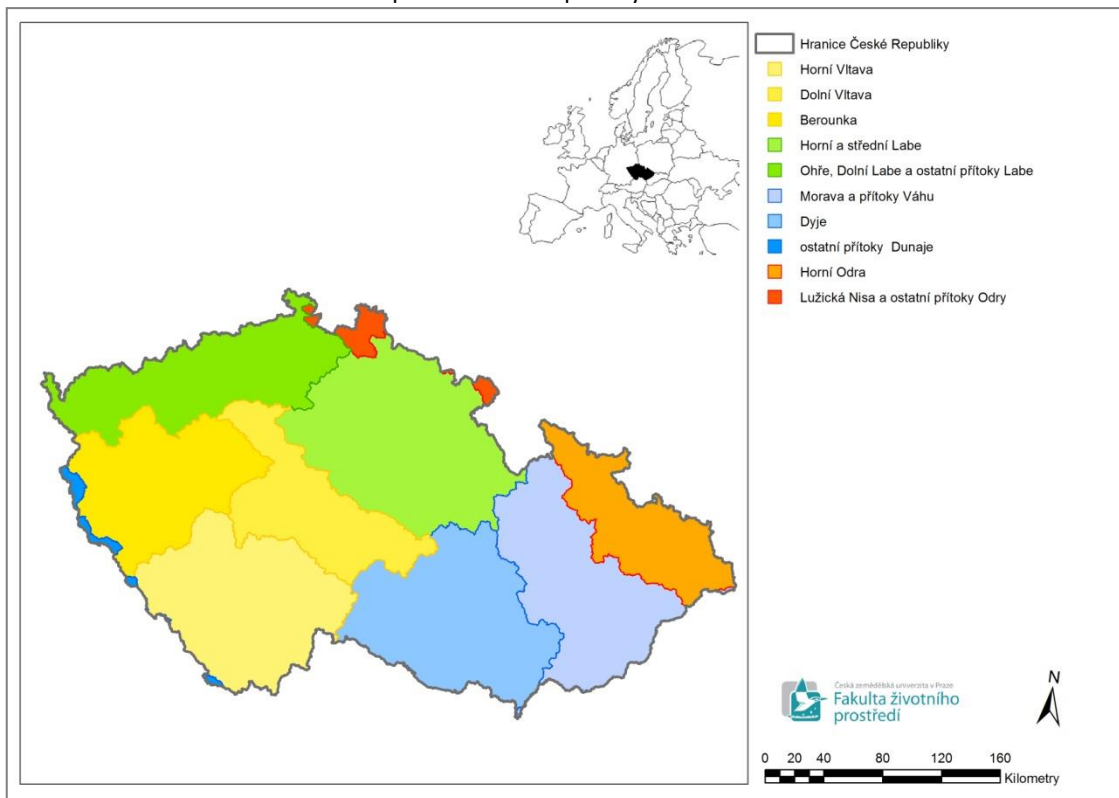 Hranice České Republiky
Horní Vltava
Dolní Vltava
Berounka
Horní a střední Labe
Ohře, Dolní Labe a ostatní přítoky Labe
Morava a přítoky Váhu
Dyje
ostatní přítoky Dunaje
Horní Odra
Lužická Nisa a ostatní přítoky Odry
Česká zemědělská univerzita v Praze
Fakulta životního
prostředí
N
0 20 40 80 120 160
Kilometry